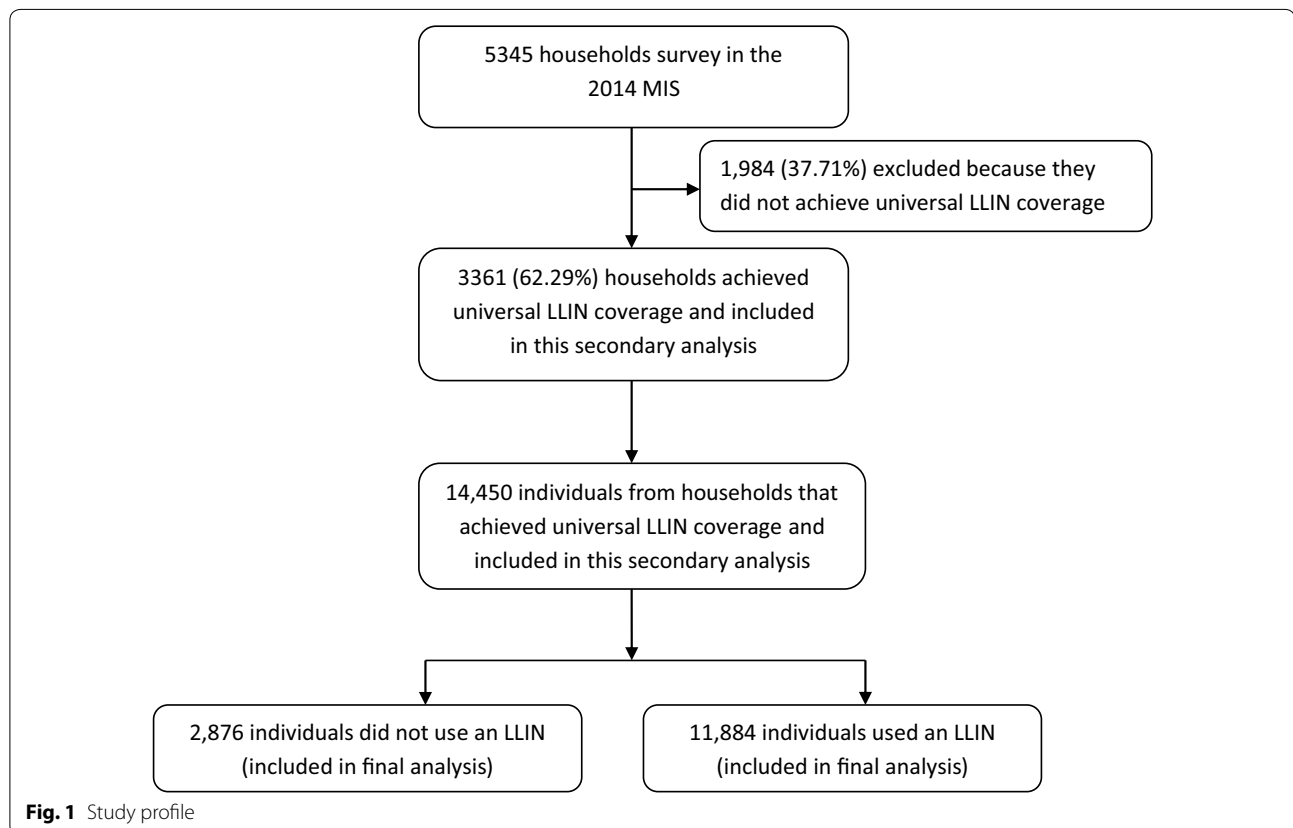 5345 households survey in the
2014 MIS
1,984 (37.71%) excluded because they
did not achieve universal LLIN coverage
3361 (62.29%) households achieved
universal LLIN coverage and included
in this secondary analysis
14,450 individuals from households that
achieved universal LLIN coverage and
included in this secondary analysis
2,876 individuals did not use an LLIN
(included in final analysis)
11,884 individuals used an LLIN
(included in final analysis)
Fig. 1 Study profile